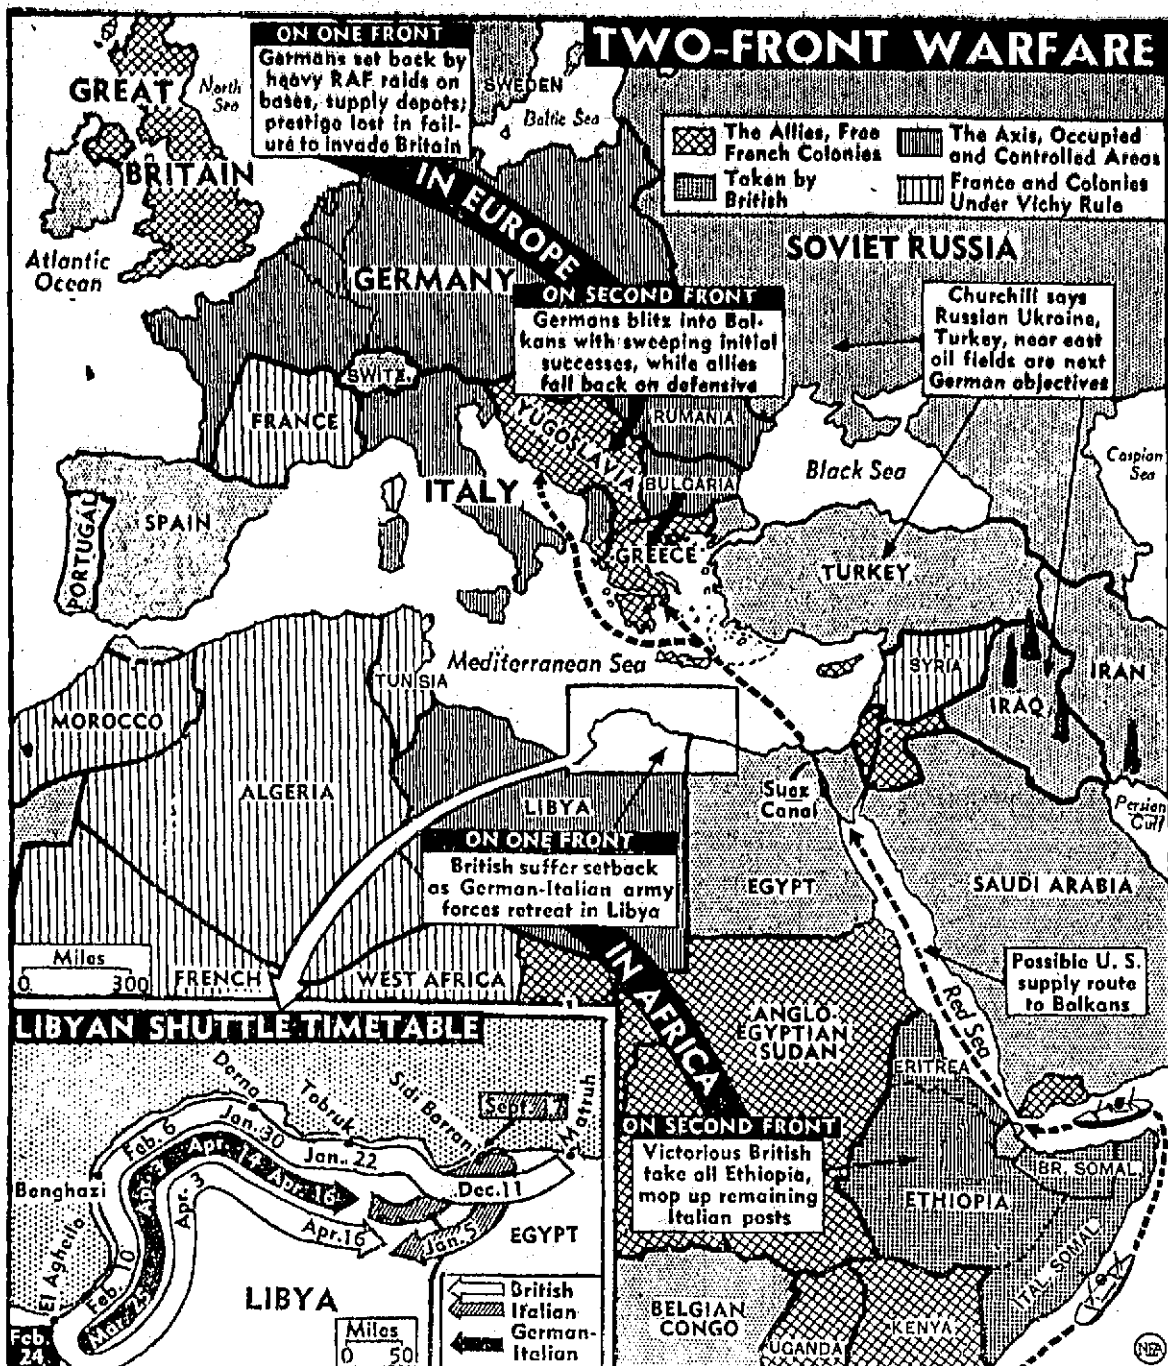 TWO-FRONT WARFARE
ON ONE FRONT
Germans set back by
heavy RAF raids on
bases, supply depots;
prestige lost in fail-
ure to invade Britain
The Allies, Free
French Colonies
The Axis, Occupied
and Controlled Areas
Taken by
British
France and Colonies
Under Vichy Rule
GREAT
BRITAIN
North
Sea
SWEDEN
Baltic Sea
Atlantic
Ocean
IN EUROPE
GERMANY
SOVIET RUSSIA
ON SECOND FRONT
Germans blitz into Bal-
kans with sweeping initial
successes, while allies
fall back on defensive
Churchill says
Russian Ukraine,
Turkey, near east
oil fields are next
German objectives
SWITZ.
FRANCE
YUGOSLAVIA
RUMANIA
BULGARIA
Black Sea
Caspian
Sea
ITALY
SPAIN
PORTUGAL
GREECE
TURKEY
Mediterranean Sea
SYRIA
IRAN
IRAQ
TUNISIA
MOROCCO
ALGERIA
LIBYA
Suez
Canal
Persian
Gulf
ON ONE FRONT
British suffer setback
as German-Italian army
forces retreat in Libya
EGYPT
SAUDI ARABIA
Miles
0 300
FRENCH
WEST AFRICA
IN AFRICA
Possible U. S.
supply route
to Balkans
ANGLO-
EGYPTIAN
SUDAN
Red Sea
ERITREA
ON SECOND FRONT
Victorious British
take all Ethiopia,
mop up remaining
Italian posts
BR. SOMAL.
ETHIOPIA
ITAL. SOMAL.
BELGIAN
CONGO
UGANDA
KENYA
NEA
LIBYAN SHUTTLE-TIMETABLE
Derna
Tobruk
Sidi Barrani
Sept. 17
Matruh
Feb. 6
Jan. 30
Jan. 22
Dec. 11
Apr. 14
Apr. 16
Apr. 3
Benghazi
El Agheila
Feb. 10
Apr. 16
Jan. 5
EGYPT
LIBYA
Feb.
24
Miles
0 50
British
Italian
German-
Italian